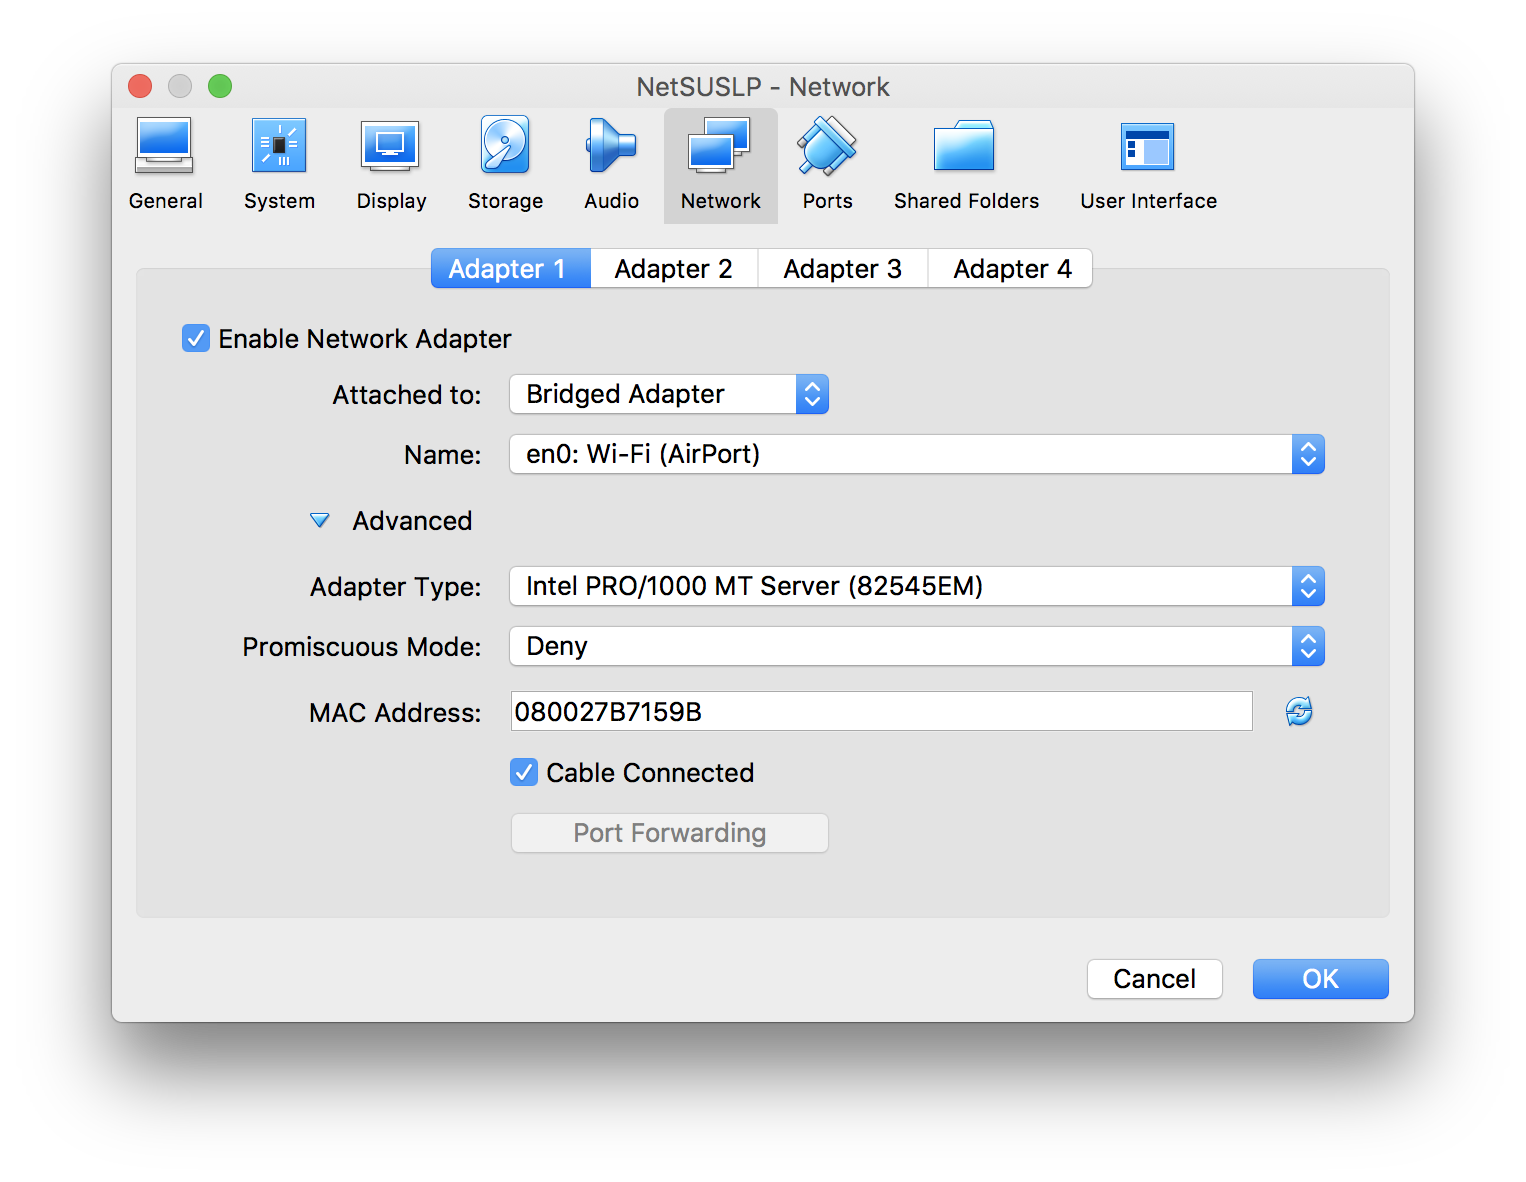 NetSUSLP - Network
General System Display Storage Audio Network Ports Shared Folders User Interface
Adapter 1 Adapter 2 Adapter 3 Adapter 4
Enable Network Adapter
Attached to: Bridged Adapter
Name: en0: Wi-Fi (AirPort)
Advanced
Adapter Type: Intel PRO/1000 MT Server (82545EM)
Promiscuous Mode: Deny
MAC Address: 080027B7159B
Cable Connected
Port Forwarding
Cancel OK